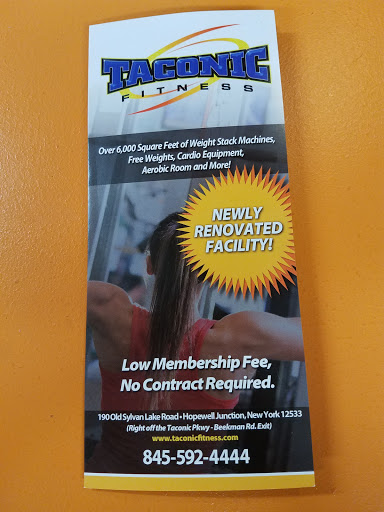 TACONIC
FITNESS
Over 6,000 Square Feet of Weight Stack Machines,
Free Weights, Cardio Equipment,
Aerobic Room and More!
NEWLY
RENOVATED
FACILITY!
Low Membership Fee,
No Contract Required.
190 Old Sylvan Lake Road • Hopewell Junction, New York 12533
(Right off the Taconic Pkwy - Beekman Rd. Exit)
www.taconicfitness.com
845-592-4444